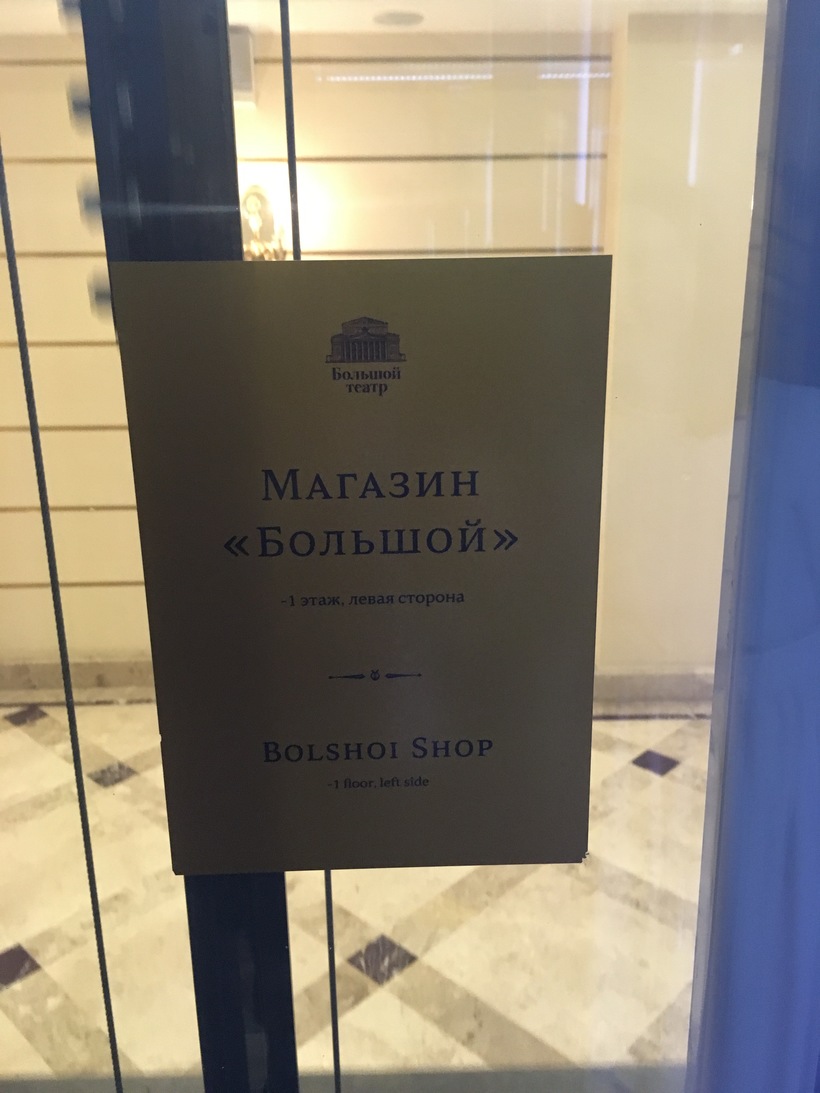 Большой
театр
Магазин
«Большой»
-1 этаж, левая сторона
Bolshoi Shop
-1 floor, left side